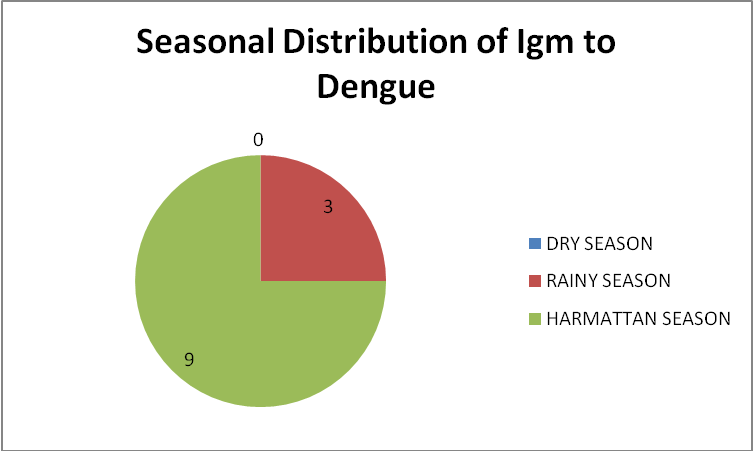 Seasonal Distribution of Igm to
Dengue
0
3
9
DRY SEASON
RAINY SEASON
HARMATTAN SEASON